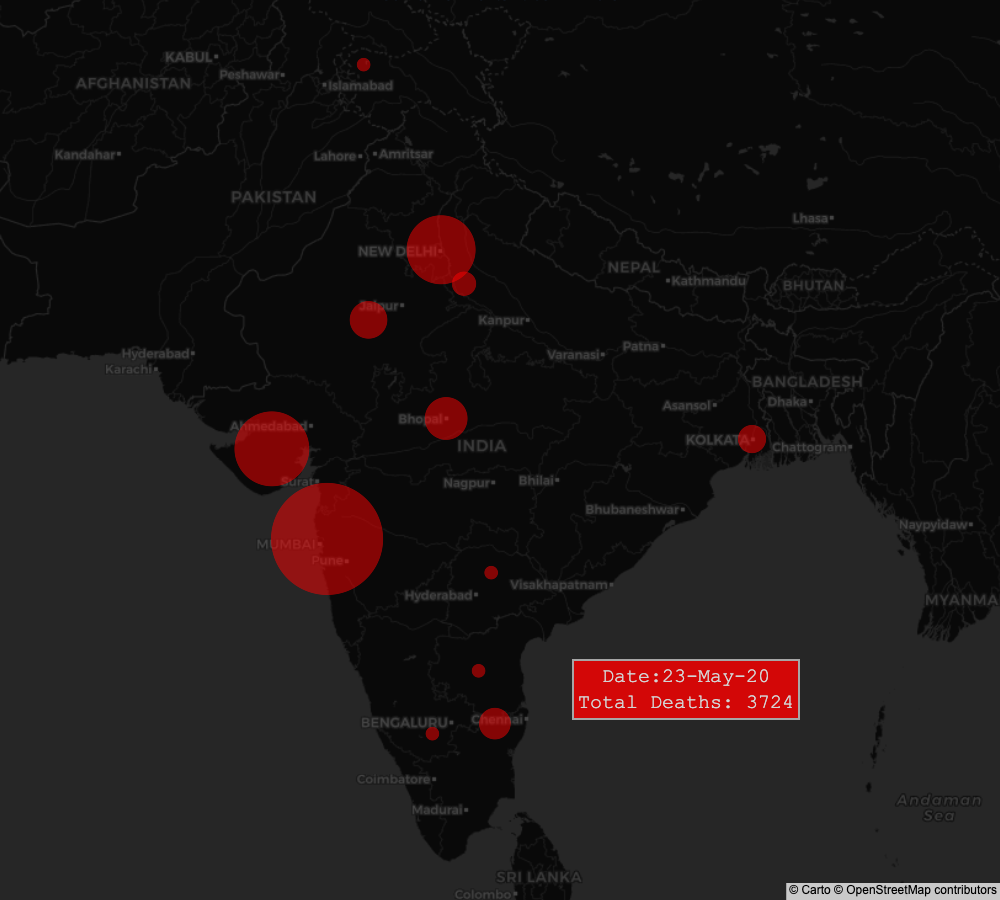 KABUL
Peshawar
AFGHANISTAN
Islamabad
Kandahar
Lahore
Amritsar
PAKISTAN
Lhasa
NEW DELHI
NEPAL
Kathmandu
BHUTAN
Jaipur
Kanpur
Hyderabad
Karachi
Varanasi
Patna
BANGLADESH
Asansol
Dhaka
Ahmedabad
Bhopal
INDIA
KOLKATA
Chattogram
Surat
Nagpur
Bhilai
Bhubaneshwar
Naypyidaw
MUMBAI
Pune
Hyderabad
Visakhapatnam
MYANMA
Date:23-May-20
Total Deaths: 3724
BENGALURU
Chennai
Coimbatore
Madurai
Andaman
Sea
SRI LANKA
Colombo
© Carto © OpenStreetMap contributors